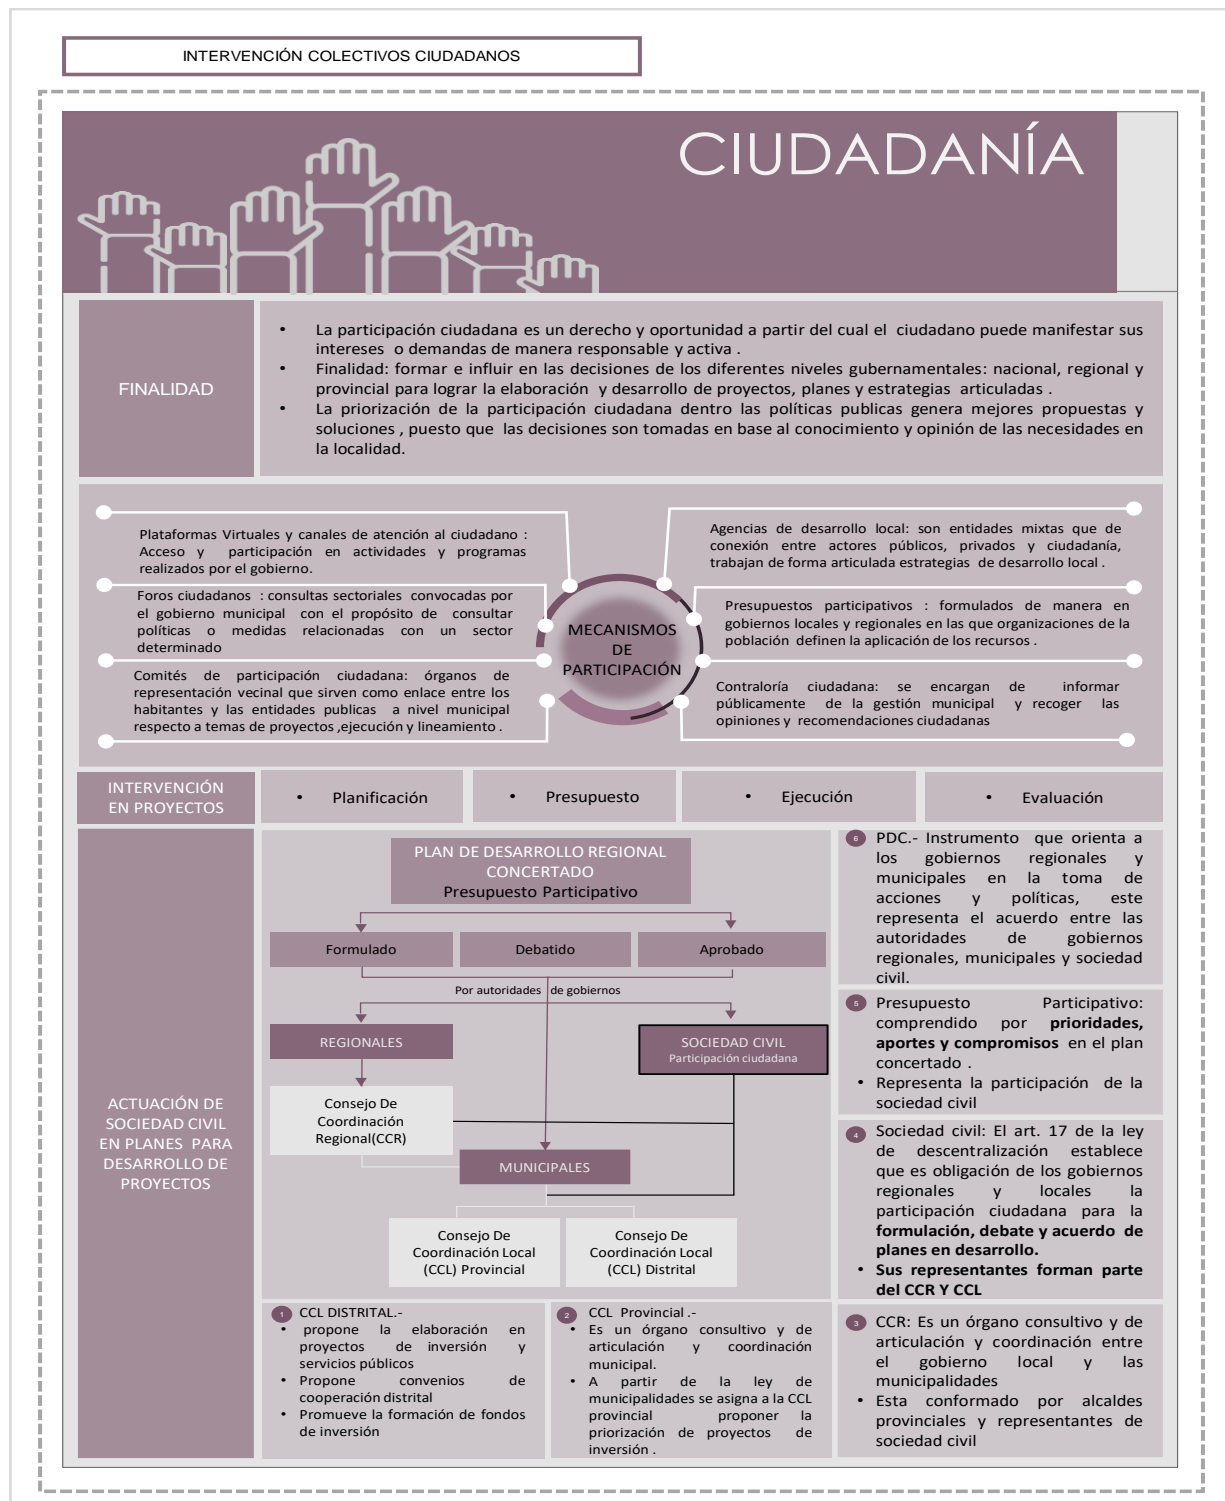 INTERVENCIÓN COLECTIVOS CIUDADANOS
CIUDADANÍA
FINALIDAD
• La participación ciudadana es un derecho y oportunidad a partir del cual el ciudadano puede manifestar sus
intereses o demandas de manera responsable y activa .
• Finalidad: formar e influir en las decisiones de los diferentes niveles gubernamentales: nacional, regional y
provincial para lograr la elaboración y desarrollo de proyectos, planes y estrategias articuladas .
• La priorización de la participación ciudadana dentro las políticas publicas genera mejores propuestas y
soluciones , puesto que las decisiones son tomadas en base al conocimiento y opinión de las necesidades en
la localidad.
Plataformas Virtuales y canales de atención al ciudadano :
Acceso y participación en actividades y programas
realizados por el gobierno.
Foros ciudadanos : consultas sectoriales convocadas por
el gobierno municipal con el propósito de consultar
políticas o medidas relacionadas con un sector
determinado
Comités de participación ciudadana: órganos de
representación vecinal que sirven como enlace entre los
habitantes y las entidades publicas a nivel municipal
respecto a temas de proyectos ,ejecución y lineamiento .
MECANISMOS
DE
PARTICIPACIÓN
Agencias de desarrollo local: son entidades mixtas que de
conexión entre actores públicos, privados y ciudadanía,
trabajan de forma articulada estrategias de desarrollo local .
Presupuestos participativos : formulados de manera en
gobiernos locales y regionales en las que organizaciones de la
población definen la aplicación de los recursos .
Contraloría ciudadana: se encargan de informar
públicamente de la gestión municipal y recoger las
opiniones y recomendaciones ciudadanas
INTERVENCIÓN
EN PROYECTOS
• Planificación
• Presupuesto
• Ejecución
• Evaluación
ACTUACIÓN DE
SOCIEDAD CIVIL
EN PLANES PARA
DESARROLLO DE
PROYECTOS
PLAN DE DESARROLLO REGIONAL
CONCERTADO
Presupuesto Participativo
Formulado
Debatido
Aprobado
Por autoridades de gobiernos
REGIONALES
SOCIEDAD CIVIL
Participación ciudadana
Consejo De
Coordinación
Regional(CCR)
MUNICIPALES
Consejo De
Coordinación Local
(CCL) Provincial
Consejo De
Coordinación Local
(CCL) Distrital
6 PDC.- Instrumento que orienta a
los gobiernos regionales y
municipales en la toma de
acciones y políticas, este
representa el acuerdo entre las
autoridades de gobiernos
regionales, municipales y sociedad
civil.
5 Presupuesto Participativo:
comprendido por prioridades,
aportes y compromisos en el plan
concertado .
• Representa la participación de la
sociedad civil
4 Sociedad civil: El art. 17 de la ley
de descentralización establece
que es obligación de los gobiernos
regionales y locales la
participación ciudadana para la
formulación, debate y acuerdo de
planes en desarrollo.
• Sus representantes forman parte
del CCR Y CCL
1 CCL DISTRITAL.-
• propone la elaboración en
proyectos de inversión y
servicios públicos
• Propone convenios de
cooperación distrital
• Promueve la formación de fondos
de inversión
2 CCL Provincial .-
• Es un órgano consultivo y de
articulación y coordinación
municipal.
• A partir de la ley de
municipalidades se asigna a la CCL
provincial proponer la
priorización de proyectos de
inversión .
3 CCR: Es un órgano consultivo y de
articulación y coordinación entre
el gobierno local y las
municipalidades
• Esta conformado por alcaldes
provinciales y representantes de
sociedad civil